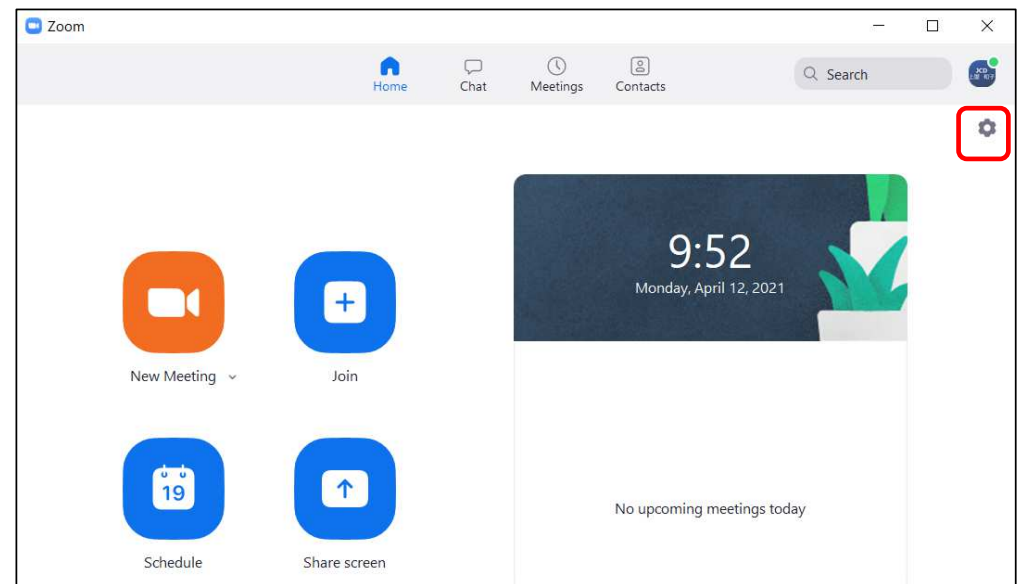 Zoom
Home
Chat
Meetings
Contacts
Search
JCD
9:52
Monday, April 12, 2021
New Meeting
Join
19
Schedule
Share screen
No upcoming meetings today